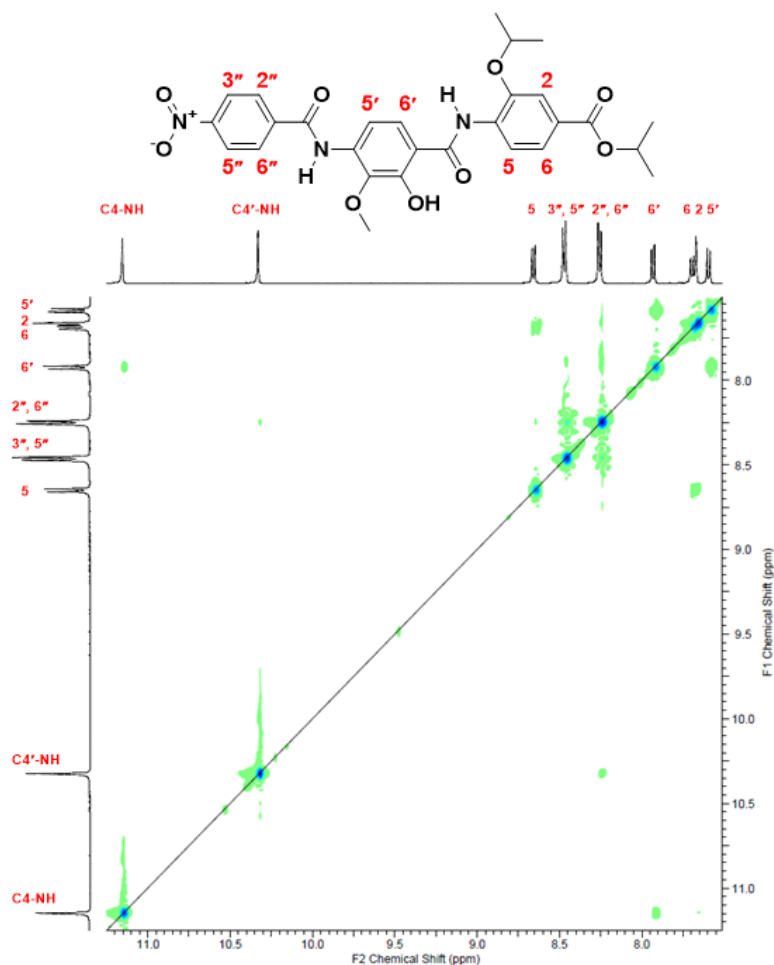 O
O
3″ 2″
O
5′ 6′
H
N
2
O
N+
O
-O
N
H
O
O
5″ 6″
5 6
O
OH
C4-NH
C4′-NH
5 3″, 5″ 2″, 6″ 6′ 6 2 5′
5′
2
6
6′
2″, 6″
3″, 5″
5
C4′-NH
C4-NH
8.0
8.5
9.0
9.5
10.0
10.5
11.0
F1 Chemical Shift (ppm)
11.0 10.5 10.0 9.5 9.0 8.5 8.0
F2 Chemical Shift (ppm)